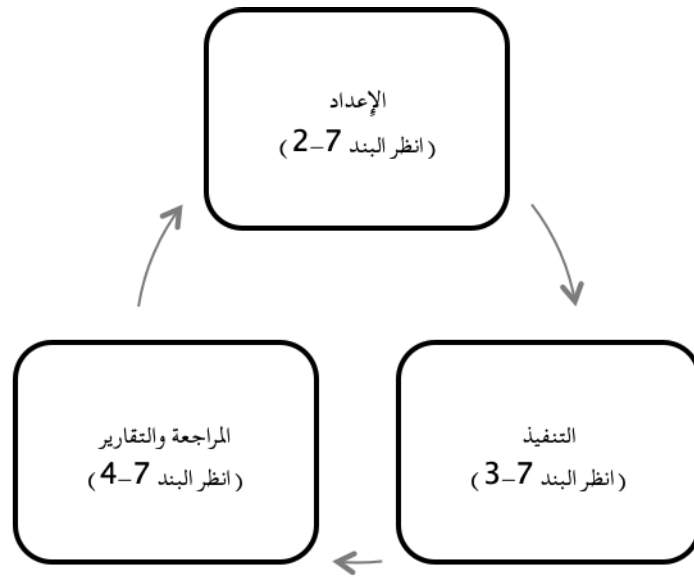 الإعداد
(انظر البند 7–2)
التنفيذ
(انظر البند 7–3)
المراجعة والتقارير
(انظر البند 7–4)